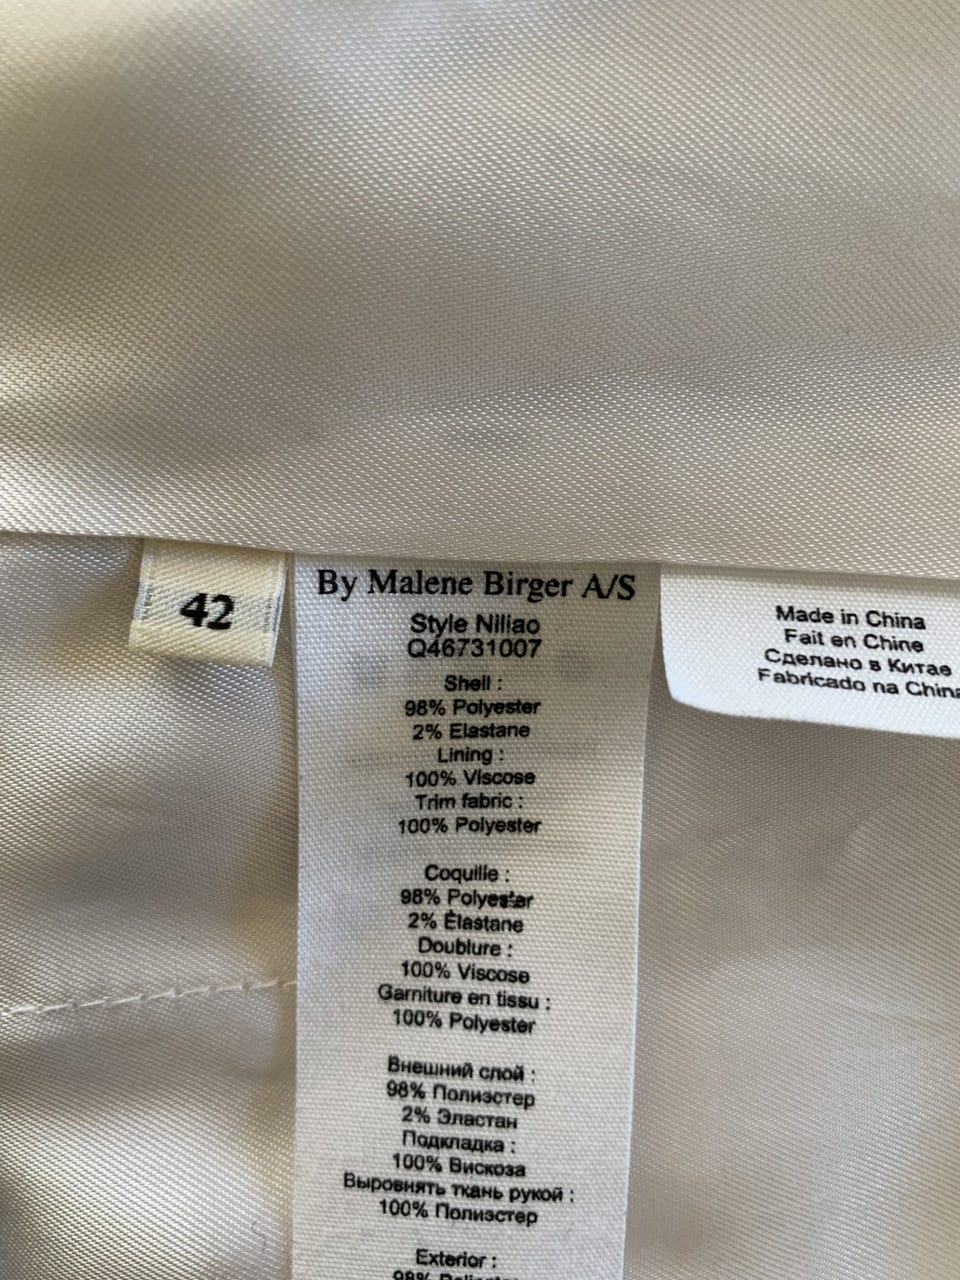 42
By Malene Birger A/S
Style Niliao
Q46731007
Shell :
98% Polyester
2% Elastane
Lining :
100% Viscose
Trim fabric :
100% Polyester
Coquille :
98% Polyester
2% Élastane
Doublure :
100% Viscose
Garniture en tissu :
100% Polyester
Внешний слой :
98% Полиэстер
2% Эластан
Подкладка :
100% Вискоза
Выровнять ткань рукой :
100% Полиэстер
Exterior :
98%
Made in China
Fait en Chine
Сделано в Китае
Fabricado na China